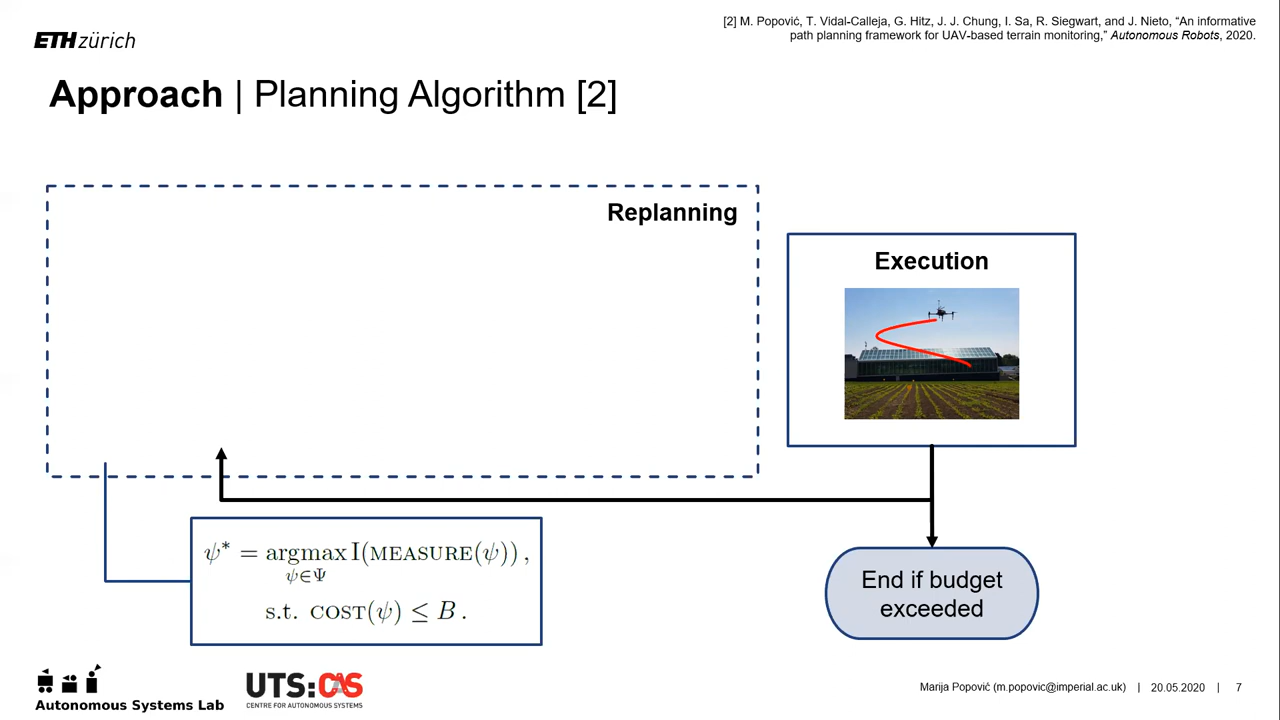 [2] M. Popović, T. Vidal-Calleja, G. Hitz, J. J. Chung, I. Sa, R. Siegwart, and J. Nieto, “An informative
path planning framework for UAV-based terrain monitoring,” Autonomous Robots, 2020.
ETH zürich
Approach | Planning Algorithm [2]
Replanning
Execution
ψ* = argmax I(MEASURE(ψ)) ,
ψ∈Ψ
s.t. COST(ψ) ≤ B .
End if budget
exceeded
Autonomous Systems Lab
UTS:CAS
CENTRE FOR AUTONOMOUS SYSTEMS
Marija Popović (m.popovic@imperial.ac.uk) | 20.05.2020 | 7